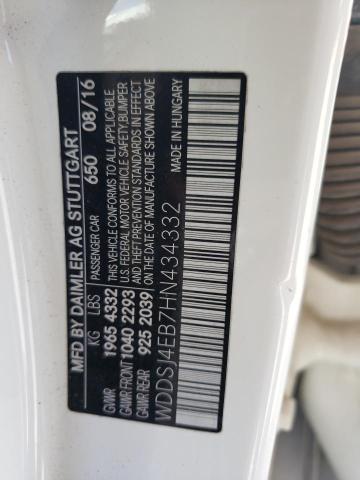 MFD BY DAIMLER AG STUTTGART
PASSENGER CAR 650 08/16
KG LBS
GVWR 1965 4332
GAWR FRONT 1040 2293
GAWR REAR 925 2039
THIS VEHICLE CONFORMS TO ALL APPLICABLE
U.S. FEDERAL MOTOR VEHICLE SAFETY, BUMPER
AND THEFT PREVENTION STANDARDS IN EFFECT
ON THE DATE OF MANUFACTURE SHOWN ABOVE
MADE IN HUNGARY
WDDSJ4EB7HN434332